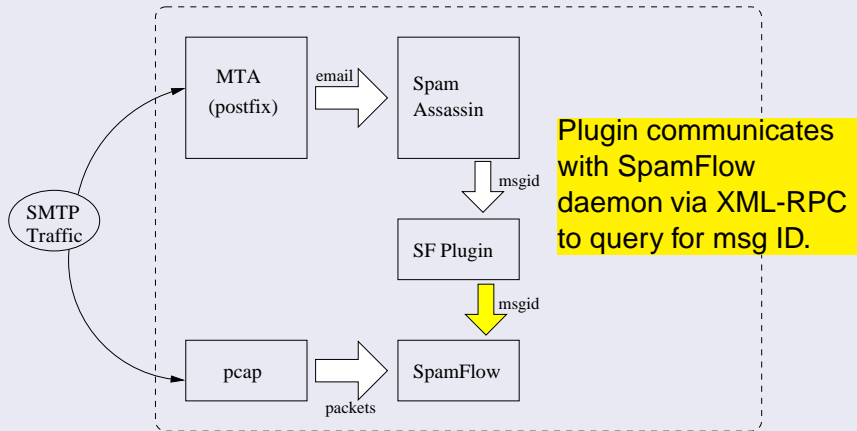 MTA
(postfix)
email
Spam
Assassin
Plugin communicates
with SpamFlow
daemon via XML-RPC
to query for msg ID.
msgid
SMTP
Traffic
SF Plugin
msgid
pcap
packets
SpamFlow